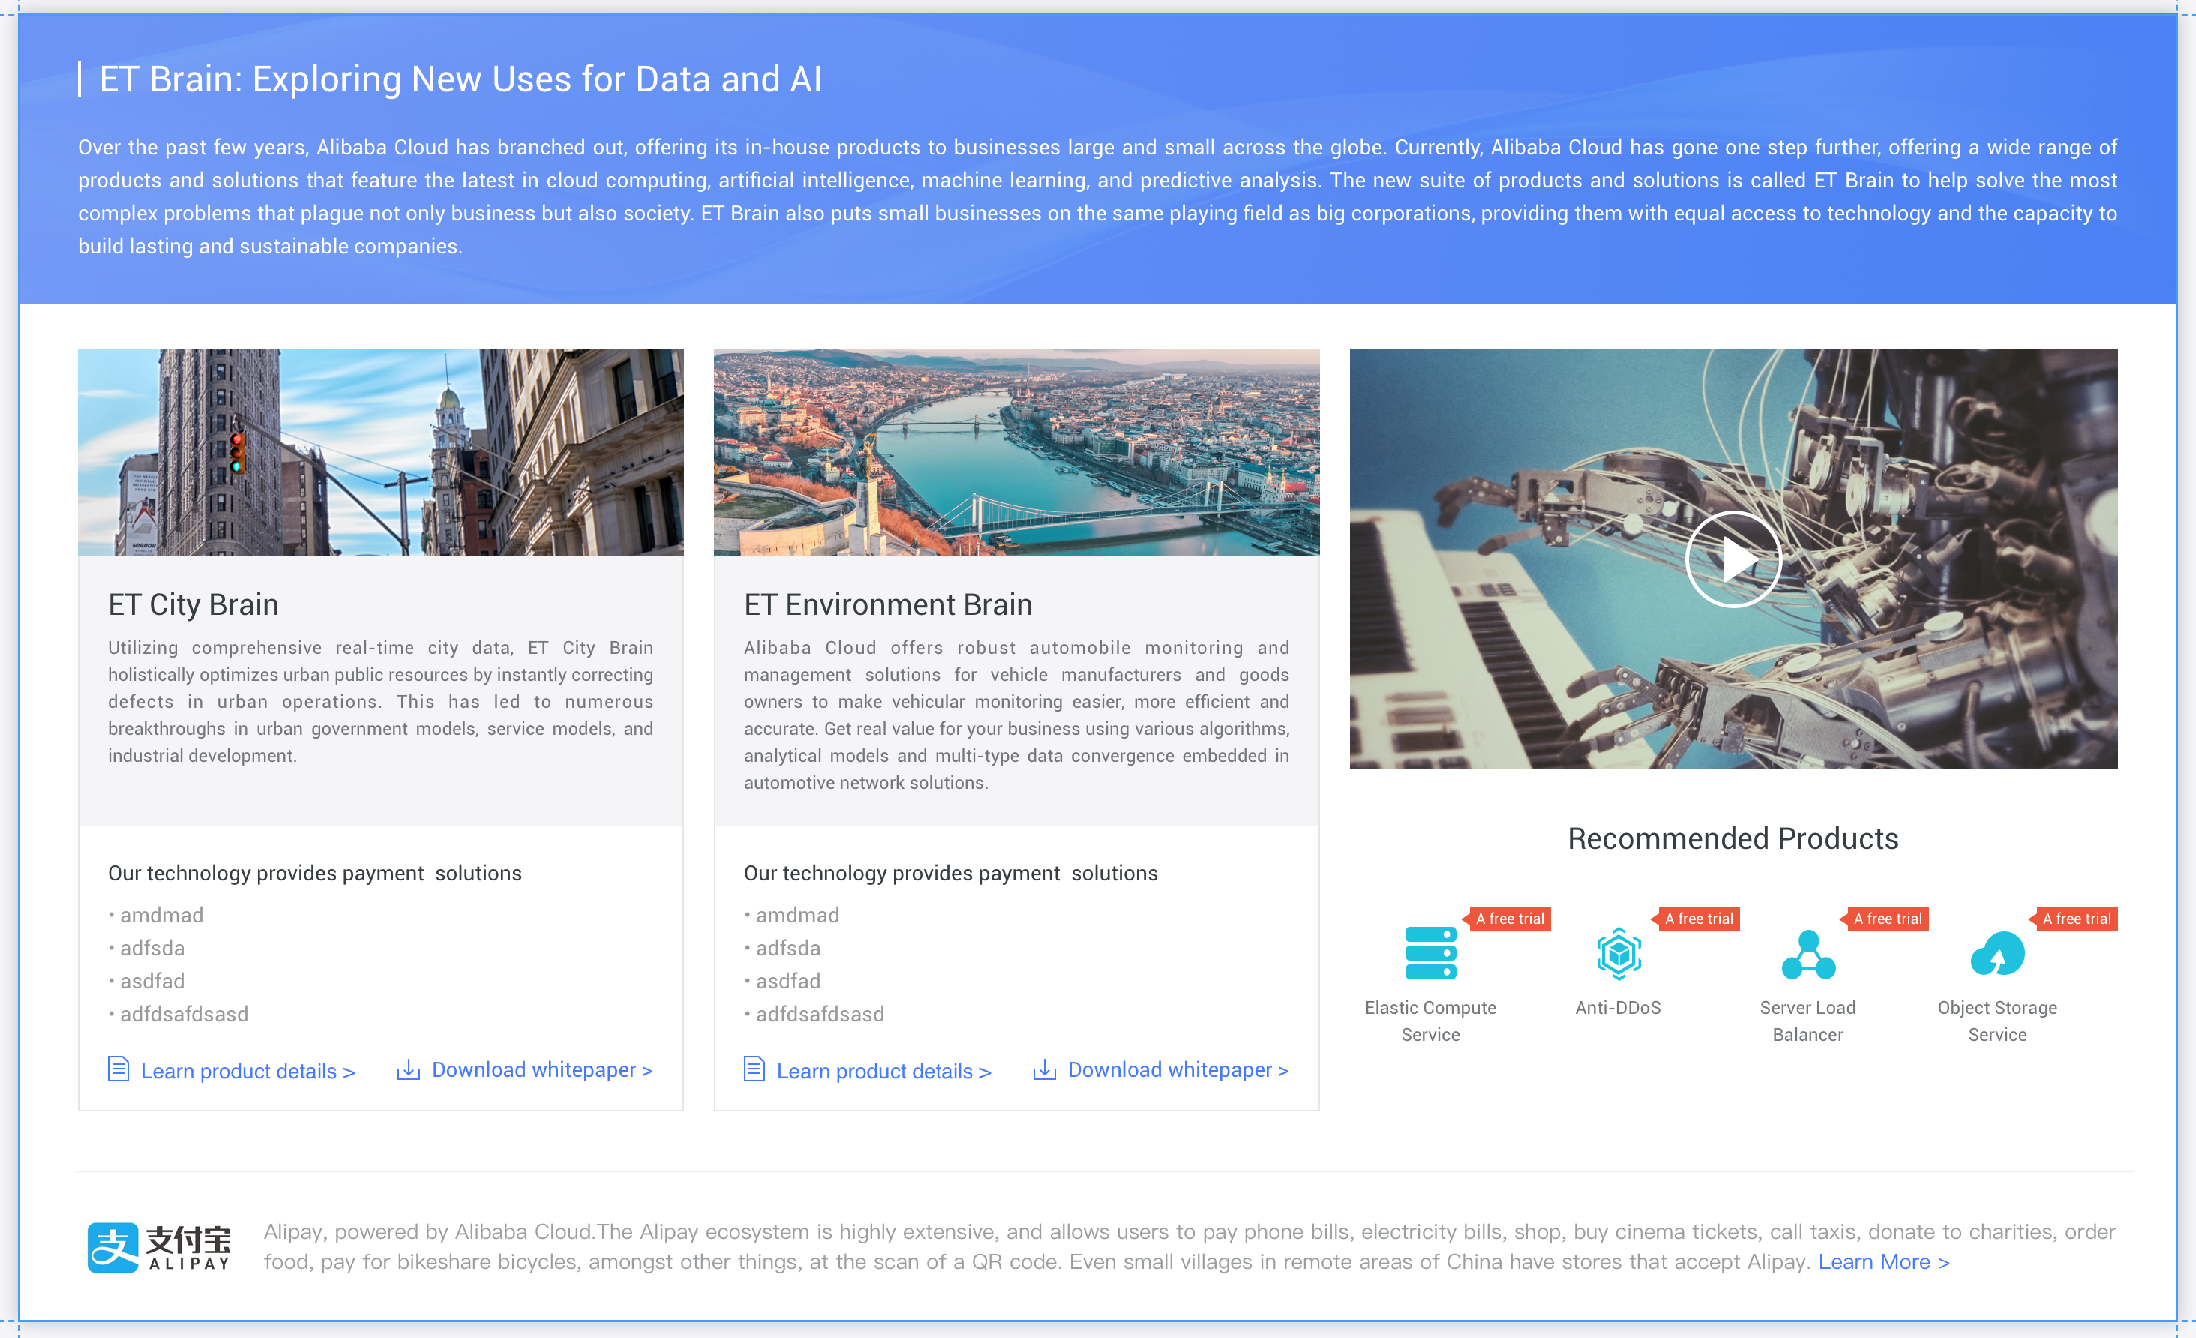 ET Brain: Exploring New Uses for Data and AI
Over the past few years, Alibaba Cloud has branched out, offering its in-house products to businesses large and small across the globe. Currently, Alibaba Cloud has gone one step further, offering a wide range of
products and solutions that feature the latest in cloud computing, artificial intelligence, machine learning, and predictive analysis. The new suite of products and solutions is called ET Brain to help solve the most
complex problems that plague not only business but also society. ET Brain also puts small businesses on the same playing field as big corporations, providing them with equal access to technology and the capacity to
build lasting and sustainable companies.
ET City Brain
Utilizing comprehensive real-time city data, ET City Brain
holistically optimizes urban public resources by instantly correcting
defects in urban operations. This has led to numerous
breakthroughs in urban government models, service models, and
industrial development.
Our technology provides payment  solutions
· amdmad
· adfsda
· asdfad
· adfdsafdsasd
Learn product details >
Download whitepaper >
ET Environment Brain
Alibaba Cloud offers robust automobile monitoring and
management solutions for vehicle manufacturers and goods
owners to make vehicular monitoring easier, more efficient and
accurate. Get real value for your business using various algorithms,
analytical models and multi-type data convergence embedded in
automotive network solutions.
Our technology provides payment  solutions
· amdmad
· adfsda
· asdfad
· adfdsafdsasd
Learn product details >
Download whitepaper >
Recommended Products
A free trial
Elastic Compute
Service
A free trial
Anti-DDoS
A free trial
Server Load
Balancer
A free trial
Object Storage
Service
支 支付宝
ALIPAY
Alipay, powered by Alibaba Cloud.The Alipay ecosystem is highly extensive, and allows users to pay phone bills, electricity bills, shop, buy cinema tickets, call taxis, donate to charities, order
food, pay for bikeshare bicycles, amongst other things, at the scan of a QR code. Even small villages in remote areas of China have stores that accept Alipay. Learn More >